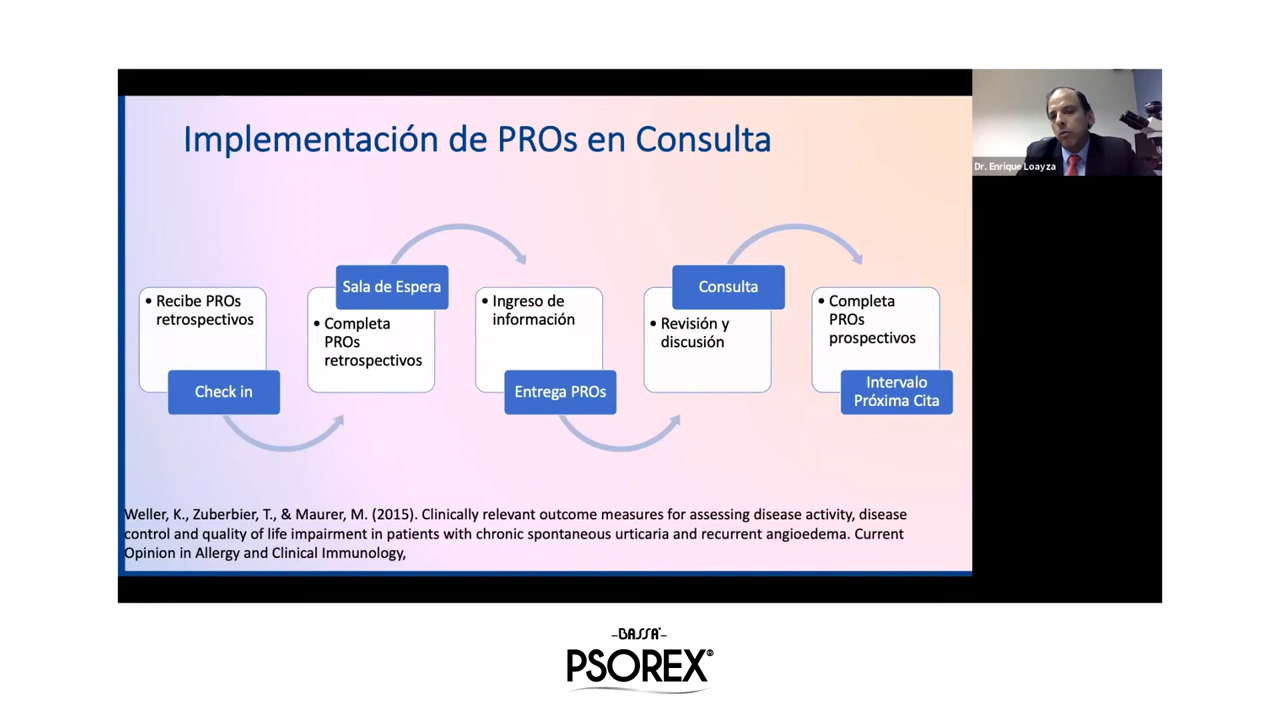 Implementación de PROs en Consulta
Dr. Enrique Loayza
• Recibe PROs
retrospectivos
Check in
Sala de Espera
• Completa
PROs
retrospectivos
• Ingreso de
información
Entrega PROs
Consulta
• Revisión y
discusión
• Completa
PROs
prospectivos
Intervalo
Próxima Cita
Weller, K., Zuberbier, T., & Maurer, M. (2015). Clinically relevant outcome measures for assessing disease activity, disease
control and quality of life impairment in patients with chronic spontaneous urticaria and recurrent angioedema. Current
Opinion in Allergy and Clinical Immunology,
BASSA
PSOREX®